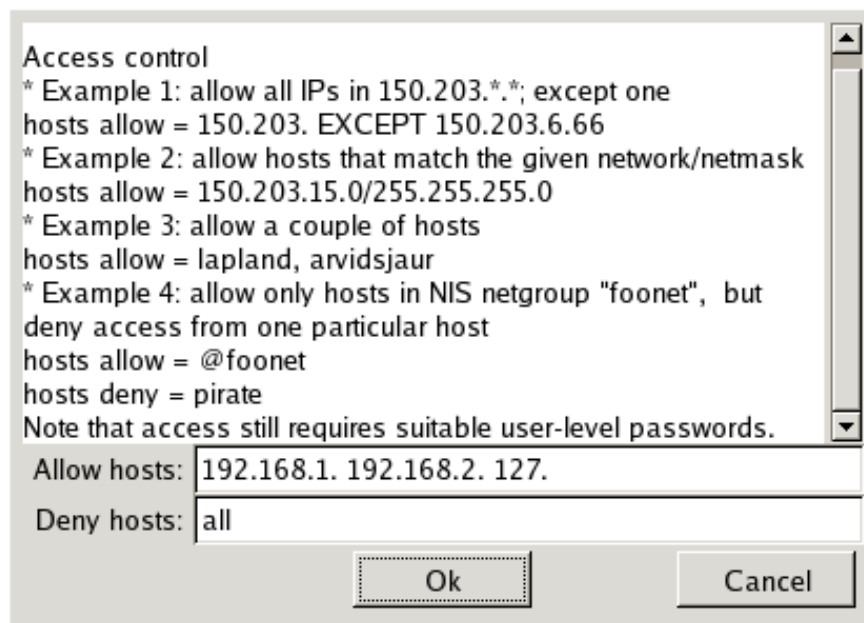 Access control
* Example 1: allow all IPs in 150.203.*.*; except one
hosts allow = 150.203. EXCEPT 150.203.6.66
* Example 2: allow hosts that match the given network/netmask
hosts allow = 150.203.15.0/255.255.255.0
* Example 3: allow a couple of hosts
hosts allow = lapland, arvidsjaur
* Example 4: allow only hosts in NIS netgroup "foonet",  but
deny access from one particular host
hosts allow = @foonet
hosts deny = pirate
Note that access still requires suitable user-level passwords.
Allow hosts: 192.168.1. 192.168.2. 127.
Deny hosts: all
Ok Cancel